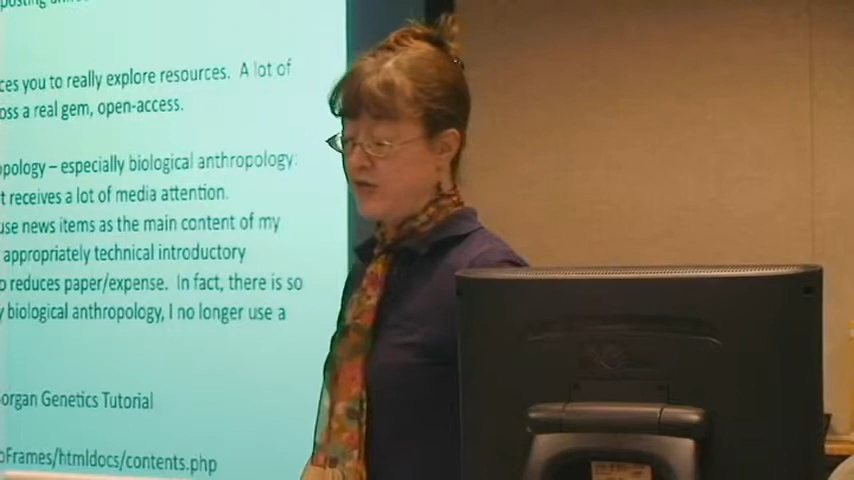 posting
ces you to really explore resources. A lot of
oss a real gem, open-access.
opology – especially biological anthropology.
t receives a lot of media attention.
use news items as the main content of my
appropriately technical introductory
o reduces paper/expense. In fact, there is so
y biological anthropology, I no longer use a
organ Genetics Tutorial
oFrames/htmldocs/contents.php